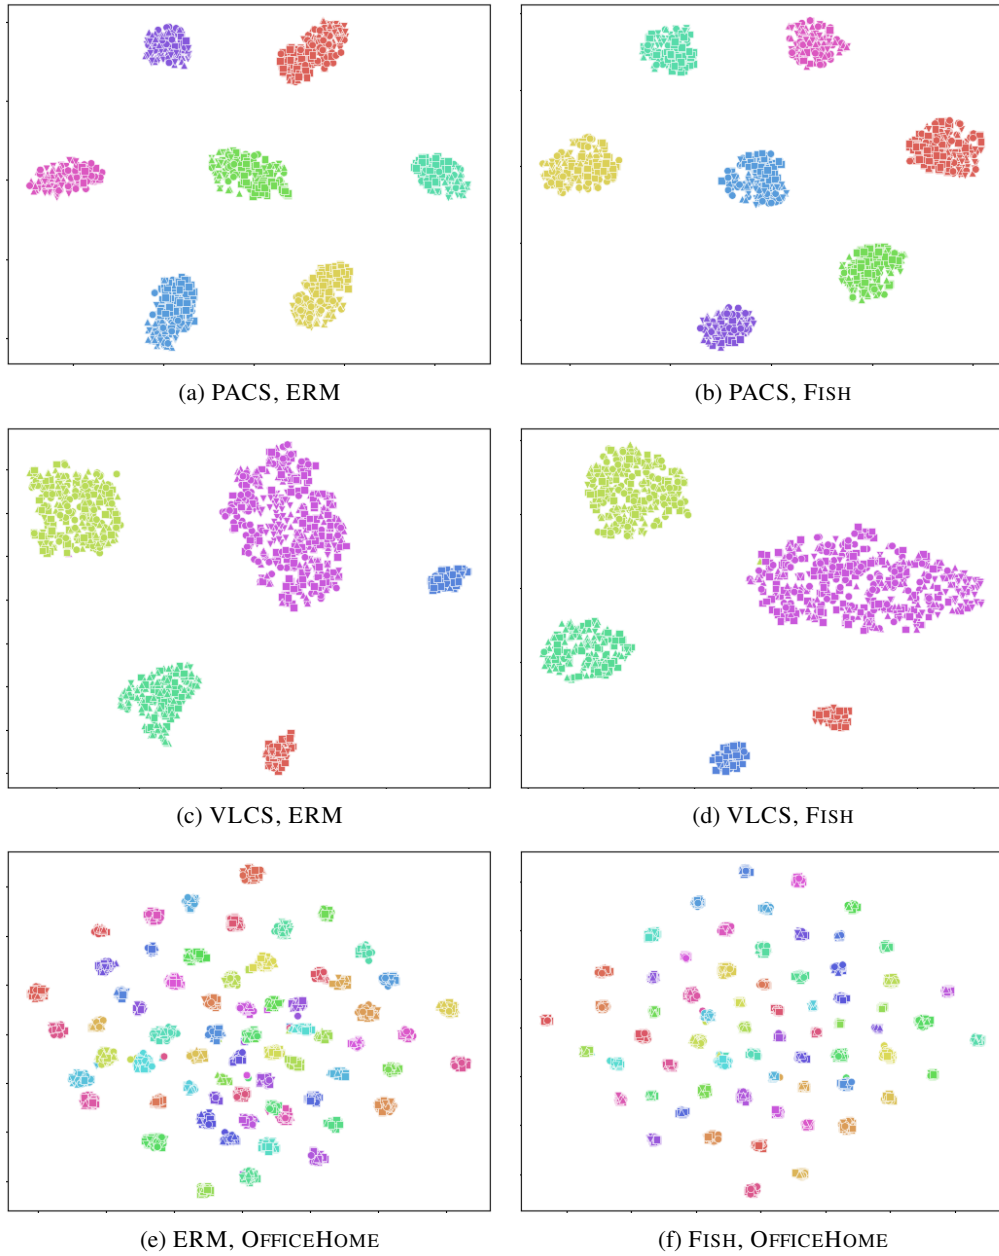 (a) PACS, ERM
(b) PACS, FISH
(c) VLCS, ERM
(d) VLCS, FISH
(e) ERM, OFFICEHOME
(f) FISH, OFFICEHOME